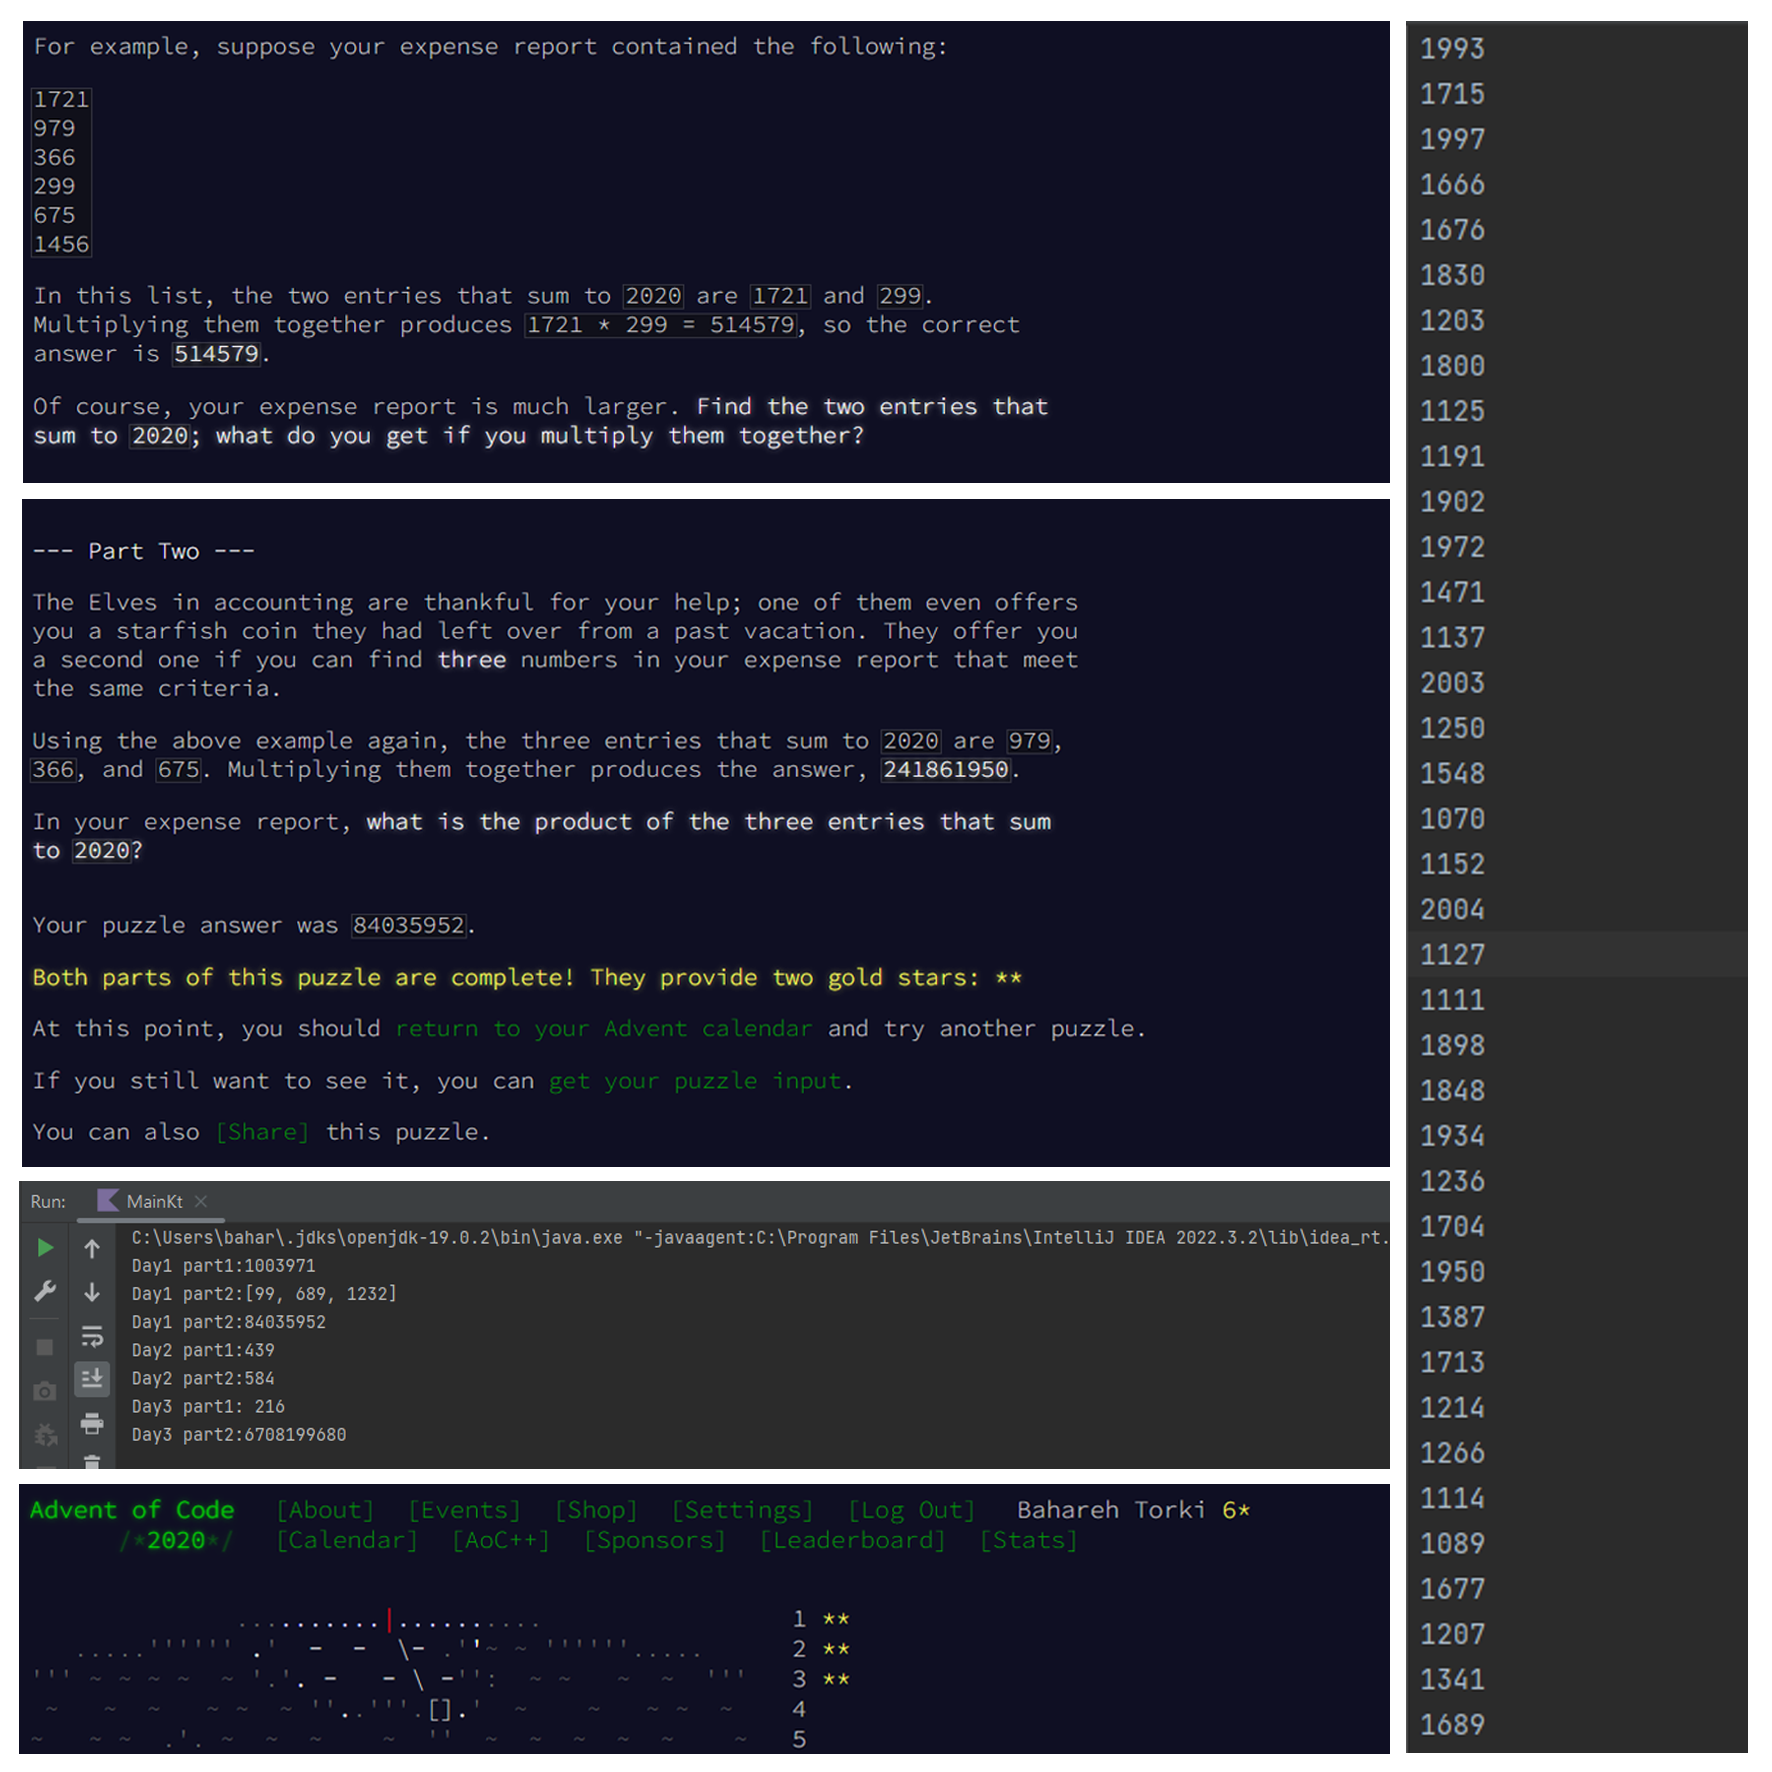 For example, suppose your expense report contained the following:
1721
979
366
299
675
1456
In this list, the two entries that sum to 2020 are 1721 and 299.
Multiplying them together produces 1721 * 299 = 514579, so the correct
answer is 514579.
Of course, your expense report is much larger. Find the two entries that
sum to 2020; what do you get if you multiply them together?
--- Part Two ---
The Elves in accounting are thankful for your help; one of them even offers
you a starfish coin they had left over from a past vacation. They offer you
a second one if you can find three numbers in your expense report that meet
the same criteria.
Using the above example again, the three entries that sum to 2020 are 979,
366, and 675. Multiplying them together produces the answer, 241861950.
In your expense report, what is the product of the three entries that sum
to 2020?
Your puzzle answer was 84035952.
Both parts of this puzzle are complete! They provide two gold stars: **
At this point, you should return to your Advent calendar and try another puzzle.
If you still want to see it, you can get your puzzle input.
You can also [Share] this puzzle.
Run: MainKt
C:\Users\bahar\.jdks\openjdk-19.0.2\bin\java.exe "-javaagent:C:\Program Files\JetBrains\IntelliJ IDEA 2022.3.2\lib\idea_rt.
Day1 part1:1003971
Day1 part2:[99, 689, 1232]
Day1 part2:84035952
Day2 part1:439
Day2 part2:584
Day3 part1: 216
Day3 part2:6708199680
Advent of Code [About] [Events] [Shop] [Settings] [Log Out] Bahareh Torki 6*
/*2020*/ [Calendar] [AoC++] [Sponsors] [Leaderboard] [Stats]
1 **
2 **
3 **
4
5
1993
1715
1997
1666
1676
1830
1203
1800
1125
1191
1902
1972
1471
1137
2003
1250
1548
1070
1152
2004
1127
1111
1898
1848
1934
1236
1704
1950
1387
1713
1214
1266
1114
1089
1677
1207
1341
1689